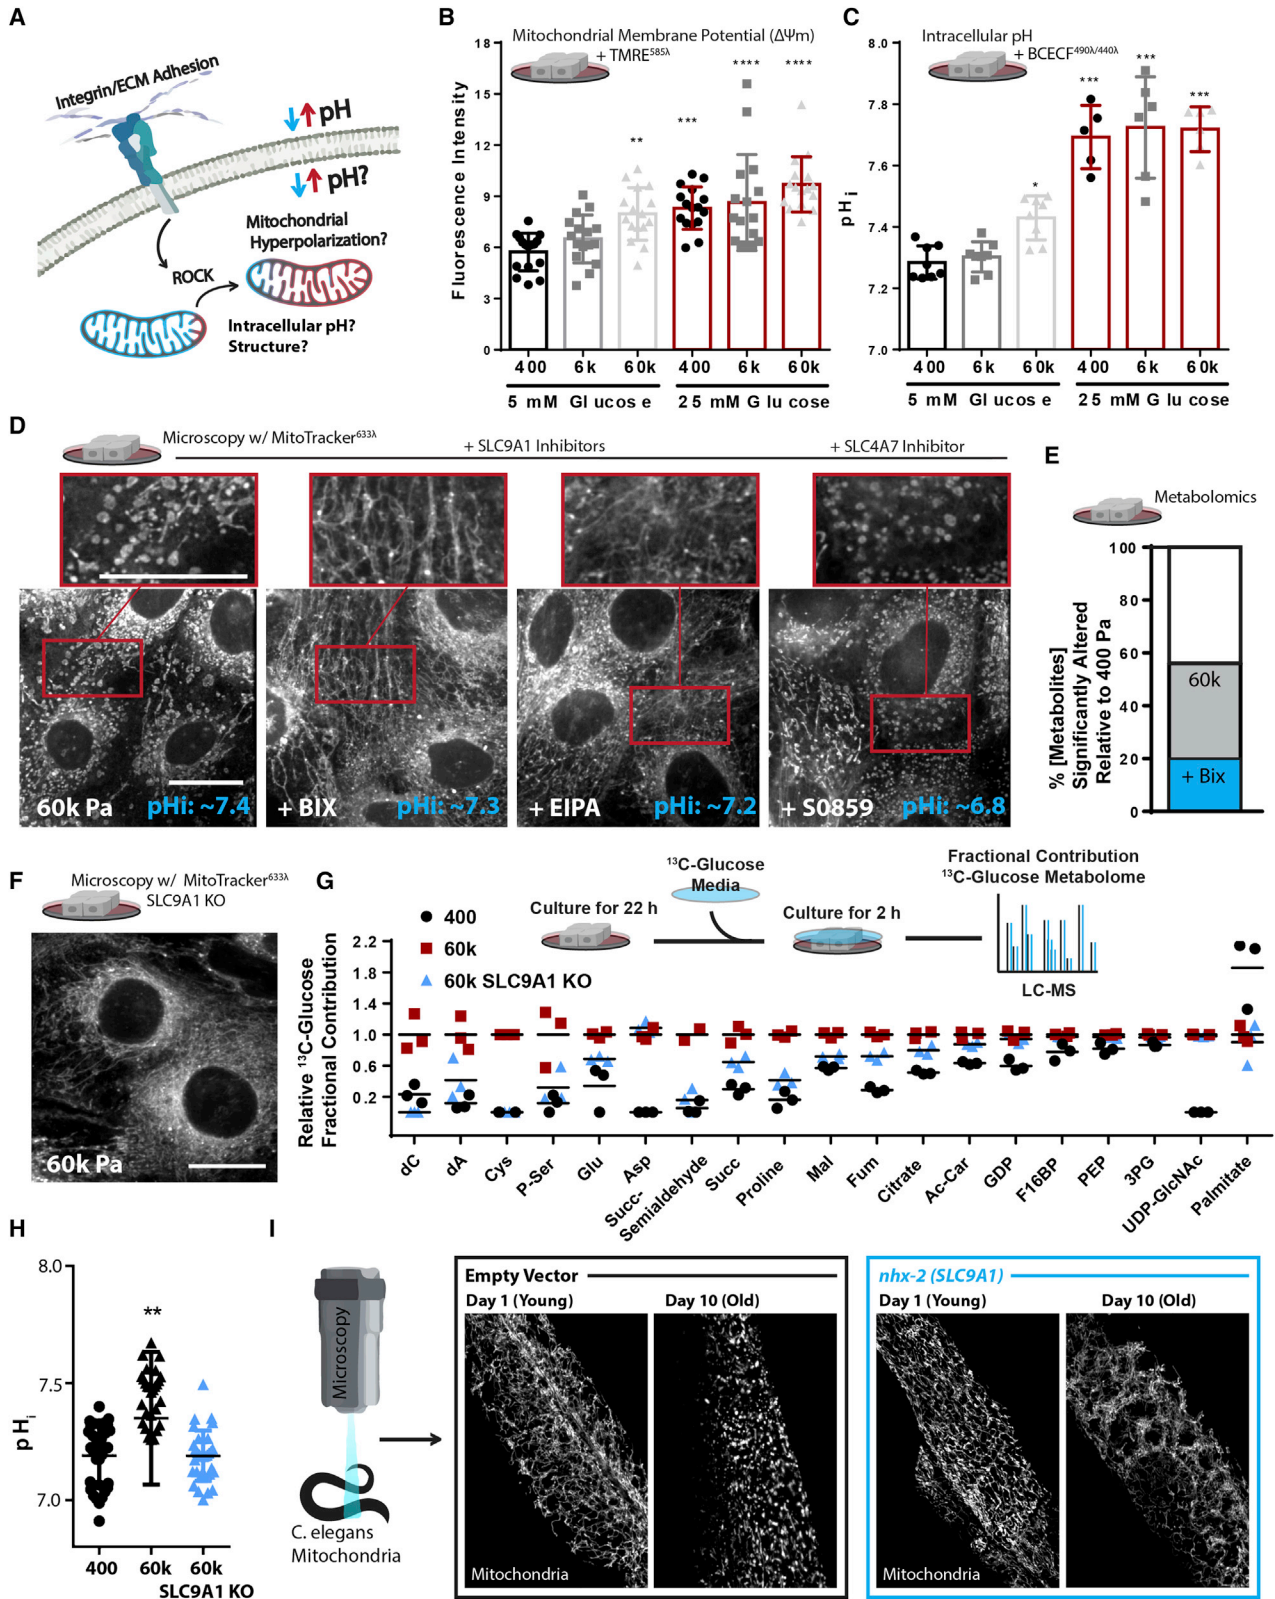 A
Integrin/ECM Adhesion
pH
pH?
Mitochondrial
Hyperpolarization?
ROCK
Intracellular pH?
Structure?
B
Mitochondrial Membrane Potential (ΔΨm)
+ TMRE585λ
Fluorescence Intensity
18
15
12
9
6
3
0
**
***
****
****
400 6k 60k 400 6k 60k
5 mM Glucose 25 mM Glucose
C
Intracellular pH
+ BCECF490λ/440λ
pHi
8.0
7.8
7.6
7.4
7.2
7.0
*
***
***
***
400 6k 60k 400 6k 60k
5 mM Glucose 25 mM Glucose
D
Microscopy w/ MitoTracker633λ
+ SLC9A1 Inhibitors
+ SLC4A7 Inhibitor
60k Pa pHi: ~7.4
+ BIX pHi: ~7.3
+ EIPA pHi: ~7.2
+ S0859 pHi: ~6.8
E
Metabolomics
% [Metabolites]
Significantly Altered
Relative to 400 Pa
100
80
60
40
20
0
60k
+ Bix
F
Microscopy w/ MitoTracker633λ
SLC9A1 KO
60k Pa
G
400
60k
60k SLC9A1 KO
Culture for 22 h
13C-Glucose
Media
Culture for 2 h
Fractional Contribution
13C-Glucose Metabolome
LC-MS
Relative 13C-Glucose
Fractional Contribution
2.2
1.8
1.4
1.0
0.6
0.2
dC
dA
Cys
P-Ser
Glu
Asp
Succ-
Semialdehyde
Succ
Proline
Mal
Fum
Citrate
Ac-Car
GDP
F16BP
PEP
3PG
UDP-GlcNAc
Palmitate
H
pHi
8.0
7.5
7.0
**
400 60k 60k
SLC9A1 KO
I
Microscopy
C. elegans
Mitochondria
Empty Vector
Day 1 (Young) Day 10 (Old)
Mitochondria
nhx-2 (SLC9A1)
Day 1 (Young) Day 10 (Old)
Mitochondria